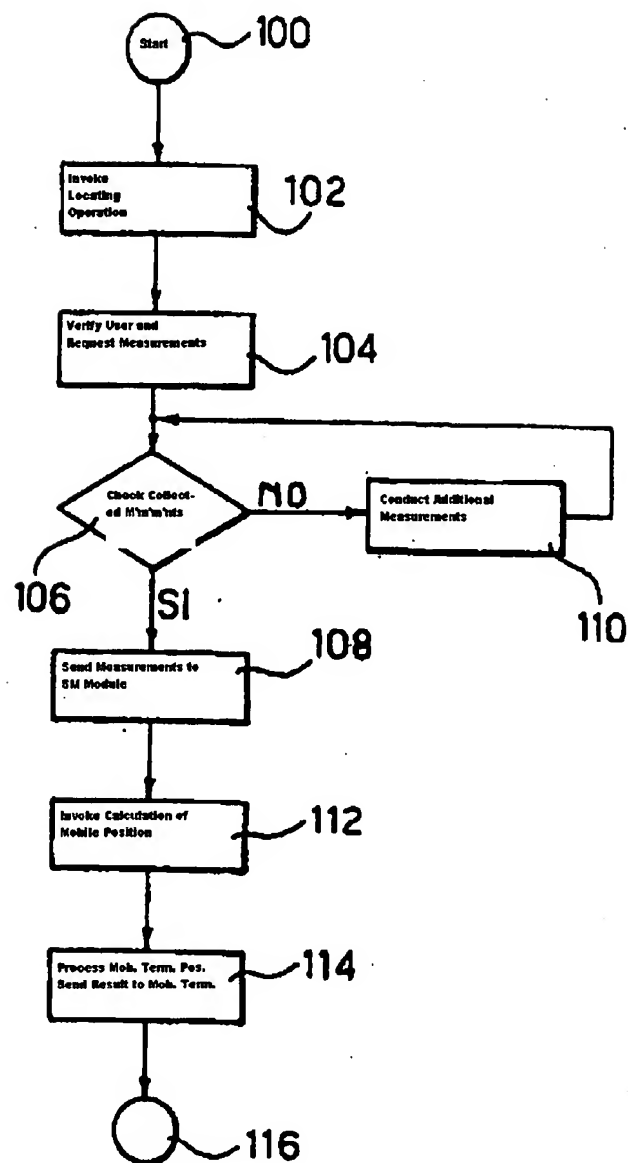 Start
100
Invoke
Locating
Operation
102
Verify User and
Request Measurements
104
Check Collect-
ed M'm'm'nts
NO
106
Conduct Additional
Measurements
110
SI
108
Send Measurements to
SM Module
Invoke Calculation of
Mobile Position
112
Process Mob. Term. Pos.
Send Result to Mob. Term.
114
116